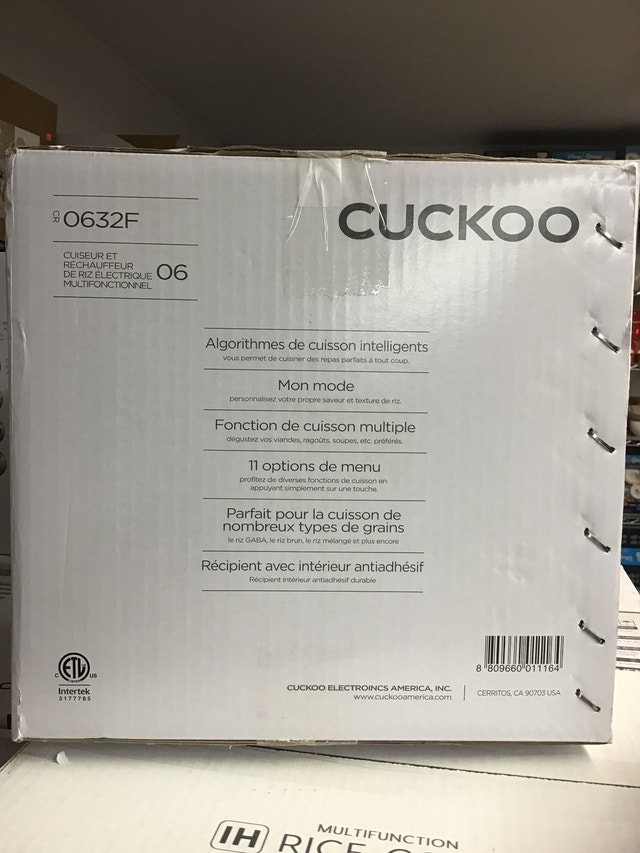 CR 0632F
CUISEUR ET
RÉCHAUFFEUR
DE RIZ ÉLECTRIQUE
MULTIFONCTIONNEL
06
CUCKOO
Algorithmes de cuisson intelligents
vous permet de cuisiner des repas parfaits à tout coup.
Mon mode
personnalisez votre propre saveur et texture de riz.
Fonction de cuisson multiple
dégustez vos viandes, ragoûts, soupes, etc. préférés.
11 options de menu
profitez de diverses fonctions de cuisson en
appuyant simplement sur une touche.
Parfait pour la cuisson de
nombreux types de grains
le riz GABA, le riz brun, le riz mélangé et plus encore
Récipient avec intérieur antiadhésif
Récipient intérieur antiadhésif durable
C ETL US
Intertek
3177785
8 809660 011164
CUCKOO ELECTROINCS AMERICA, INC.
www.cuckooamerica.com
CERRITOS, CA 90703 USA
IH
MULTIFUNCTION
RICE